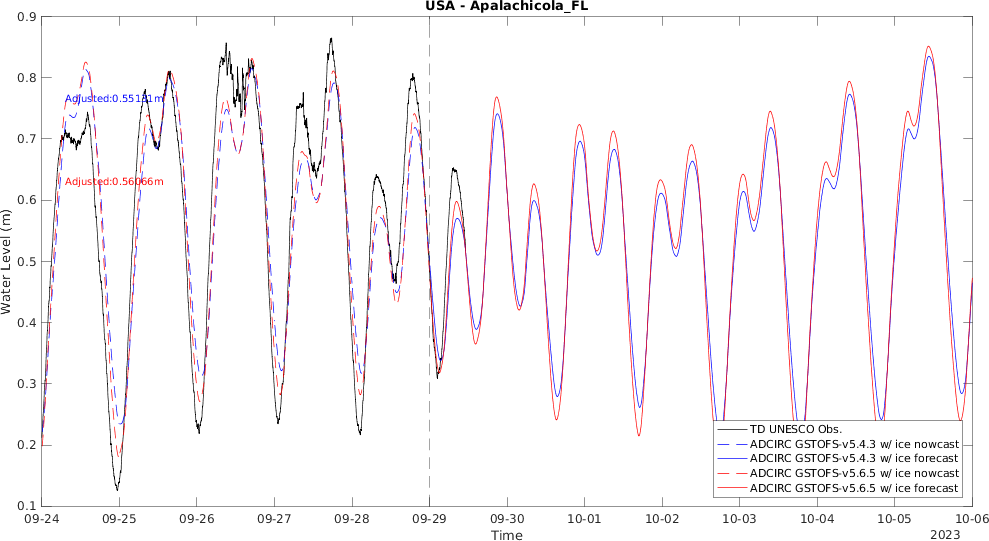 USA - Apalachicola_FL
0.9
0.8
0.7
0.6
0.5
0.4
0.3
0.2
0.1
Water Level (m)
Adjusted:0.55131m
Adjusted:0.56066m
TD UNESCO Obs.
ADCIRC GSTOFS-v5.4.3 w/ ice nowcast
ADCIRC GSTOFS-v5.4.3 w/ ice forecast
ADCIRC GSTOFS-v5.6.5 w/ ice nowcast
ADCIRC GSTOFS-v5.6.5 w/ ice forecast
09-24 09-25 09-26 09-27 09-28 09-29 09-30 10-01 10-02 10-03 10-04 10-05 10-06
Time
2023